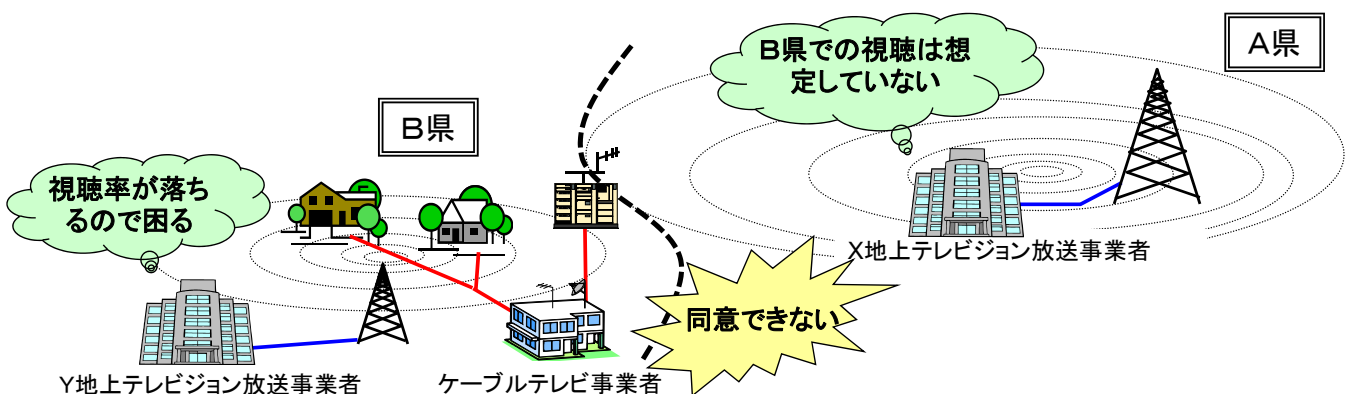 A県
B県での視聴は想
定していない
B県
視聴率が落ち
るので困る
X地上テレビジョン放送事業者
同意できない
Y地上テレビジョン放送事業者
ケーブルテレビ事業者